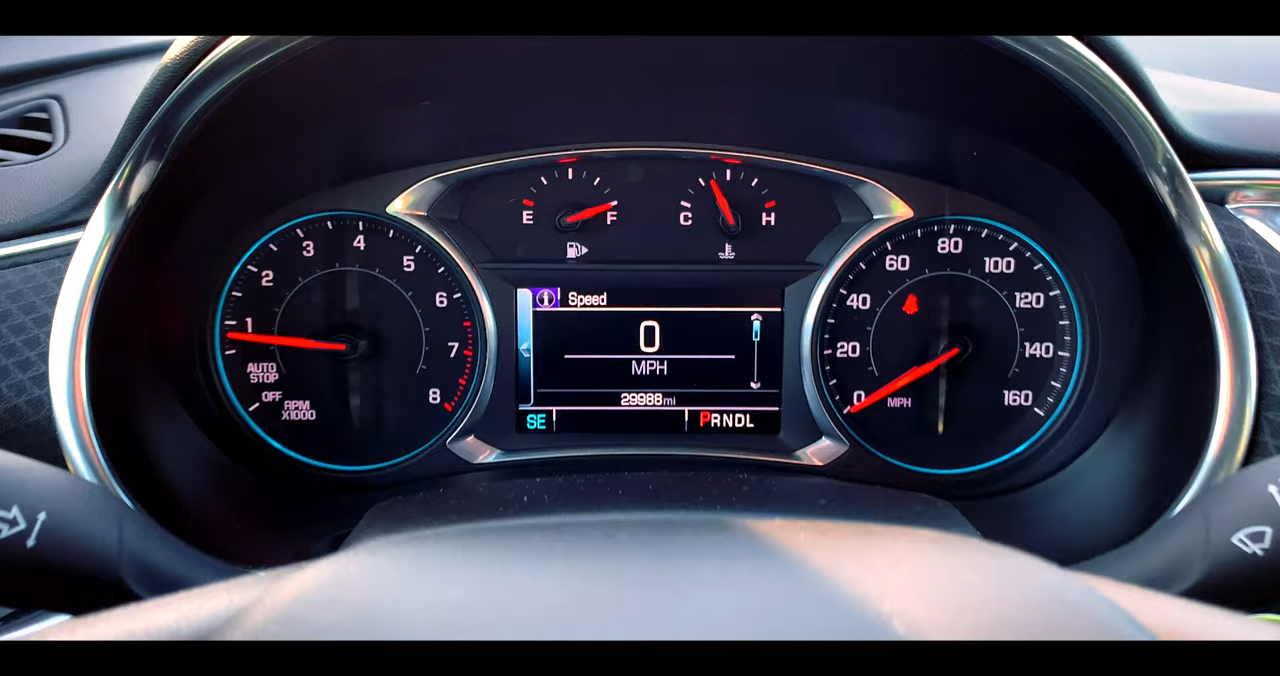 E F
C H
1 2 3 4 5 6 7 8
AUTO
STOP
OFF
RPM
X1000
i Speed
0
MPH
29988mi
SE PRNDL
0 20 40 60 80 100 120 140 160
MPH